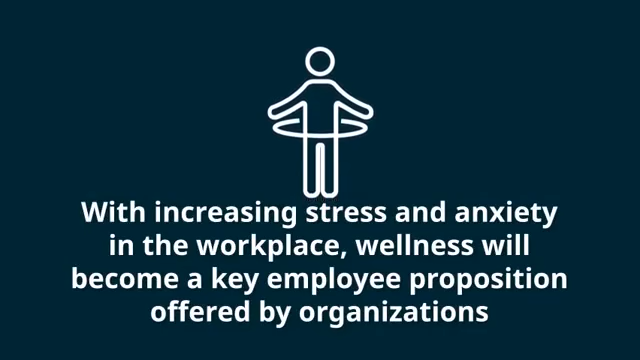 With increasing stress and anxiety
in the workplace, wellness will
become a key employee proposition
offered by organizations